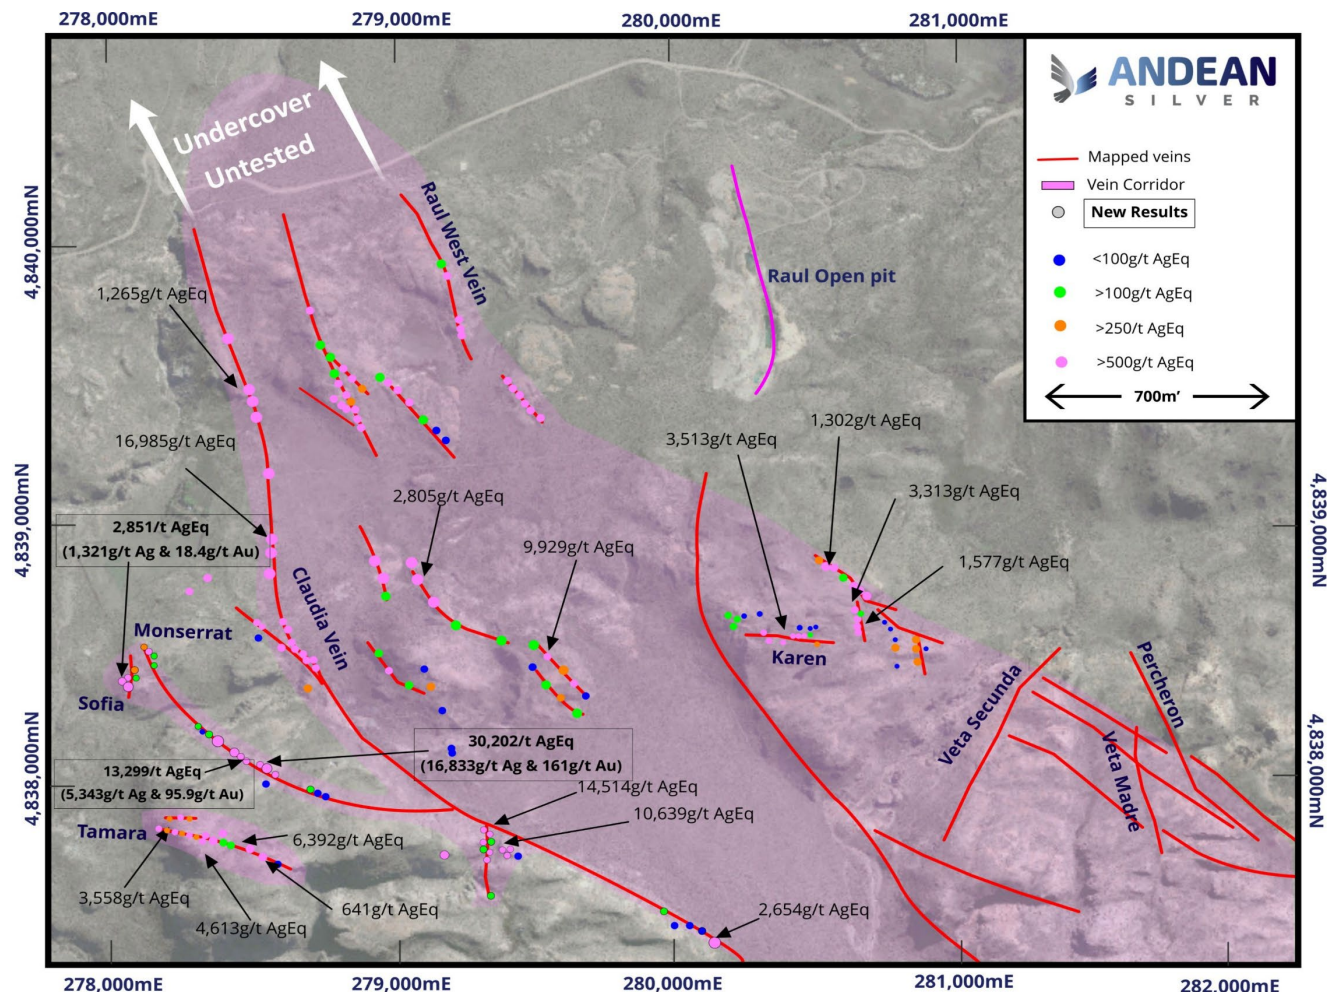 278,000mE
279,000mE
280,000mE
281,000mE
ANDEAN
SILVER
Mapped veins
Vein Corridor
New Results
<100g/t AgEq
>100g/t AgEq
>250/t AgEq
>500g/t AgEq
700m’
4,840,000mN
4,839,000mN
4,838,000mN
4,839,000mN
4,838,000mN
Undercover
Untested
Raul West Vein
Raul Open pit
1,265g/t AgEq
16,985g/t AgEq
2,851/t AgEq
(1,321g/t Ag & 18.4g/t Au)
2,805g/t AgEq
9,929g/t AgEq
3,513g/t AgEq
1,302g/t AgEq
3,313g/t AgEq
1,577g/t AgEq
Claudia Vein
Monserrat
Sofia
Karen
Veta Secunda
Percheron
Veta Madre
30,202/t AgEq
(16,833g/t Ag & 161g/t Au)
13,299/t AgEq
(5,343g/t Ag & 95.9g/t Au)
14,514g/t AgEq
10,639g/t AgEq
Tamara
6,392g/t AgEq
3,558g/t AgEq
4,613g/t AgEq
641g/t AgEq
2,654g/t AgEq
278,000mE
279,000mE
280,000mE
281,000mE
282,000mE